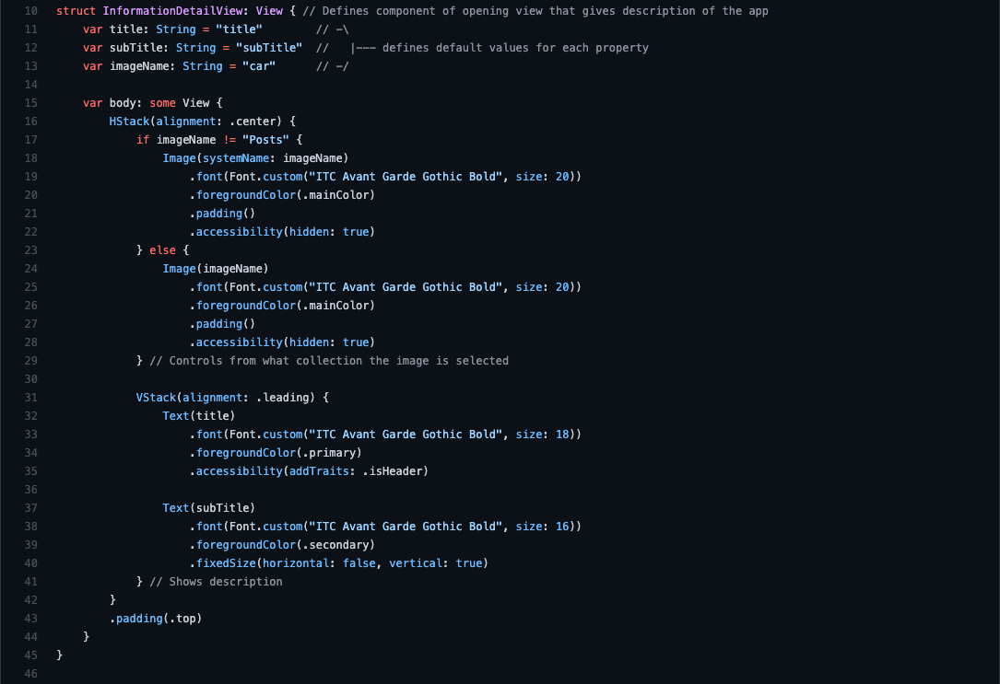 10 struct InformationDetailView: View { // Defines component of opening view that gives description of the app
11     var title: String = "title"        // -\
12     var subTitle: String = "subTitle"  //   |--- defines default values for each property
13     var imageName: String = "car"      // -/
14
15     var body: some View {
16         HStack(alignment: .center) {
17             if imageName != "Posts" {
18                 Image(systemName: imageName)
19                     .font(Font.custom("ITC Avant Garde Gothic Bold", size: 20))
20                     .foregroundColor(.mainColor)
21                     .padding()
22                     .accessibility(hidden: true)
23             } else {
24                 Image(imageName)
25                     .font(Font.custom("ITC Avant Garde Gothic Bold", size: 20))
26                     .foregroundColor(.mainColor)
27                     .padding()
28                     .accessibility(hidden: true)
29             } // Controls from what collection the image is selected
30
31             VStack(alignment: .leading) {
32                 Text(title)
33                     .font(Font.custom("ITC Avant Garde Gothic Bold", size: 18))
34                     .foregroundColor(.primary)
35                     .accessibility(addTraits: .isHeader)
36
37                 Text(subTitle)
38                     .font(Font.custom("ITC Avant Garde Gothic Bold", size: 16))
39                     .foregroundColor(.secondary)
40                     .fixedSize(horizontal: false, vertical: true)
41             } // Shows description
42         }
43         .padding(.top)
44     }
45 }
46